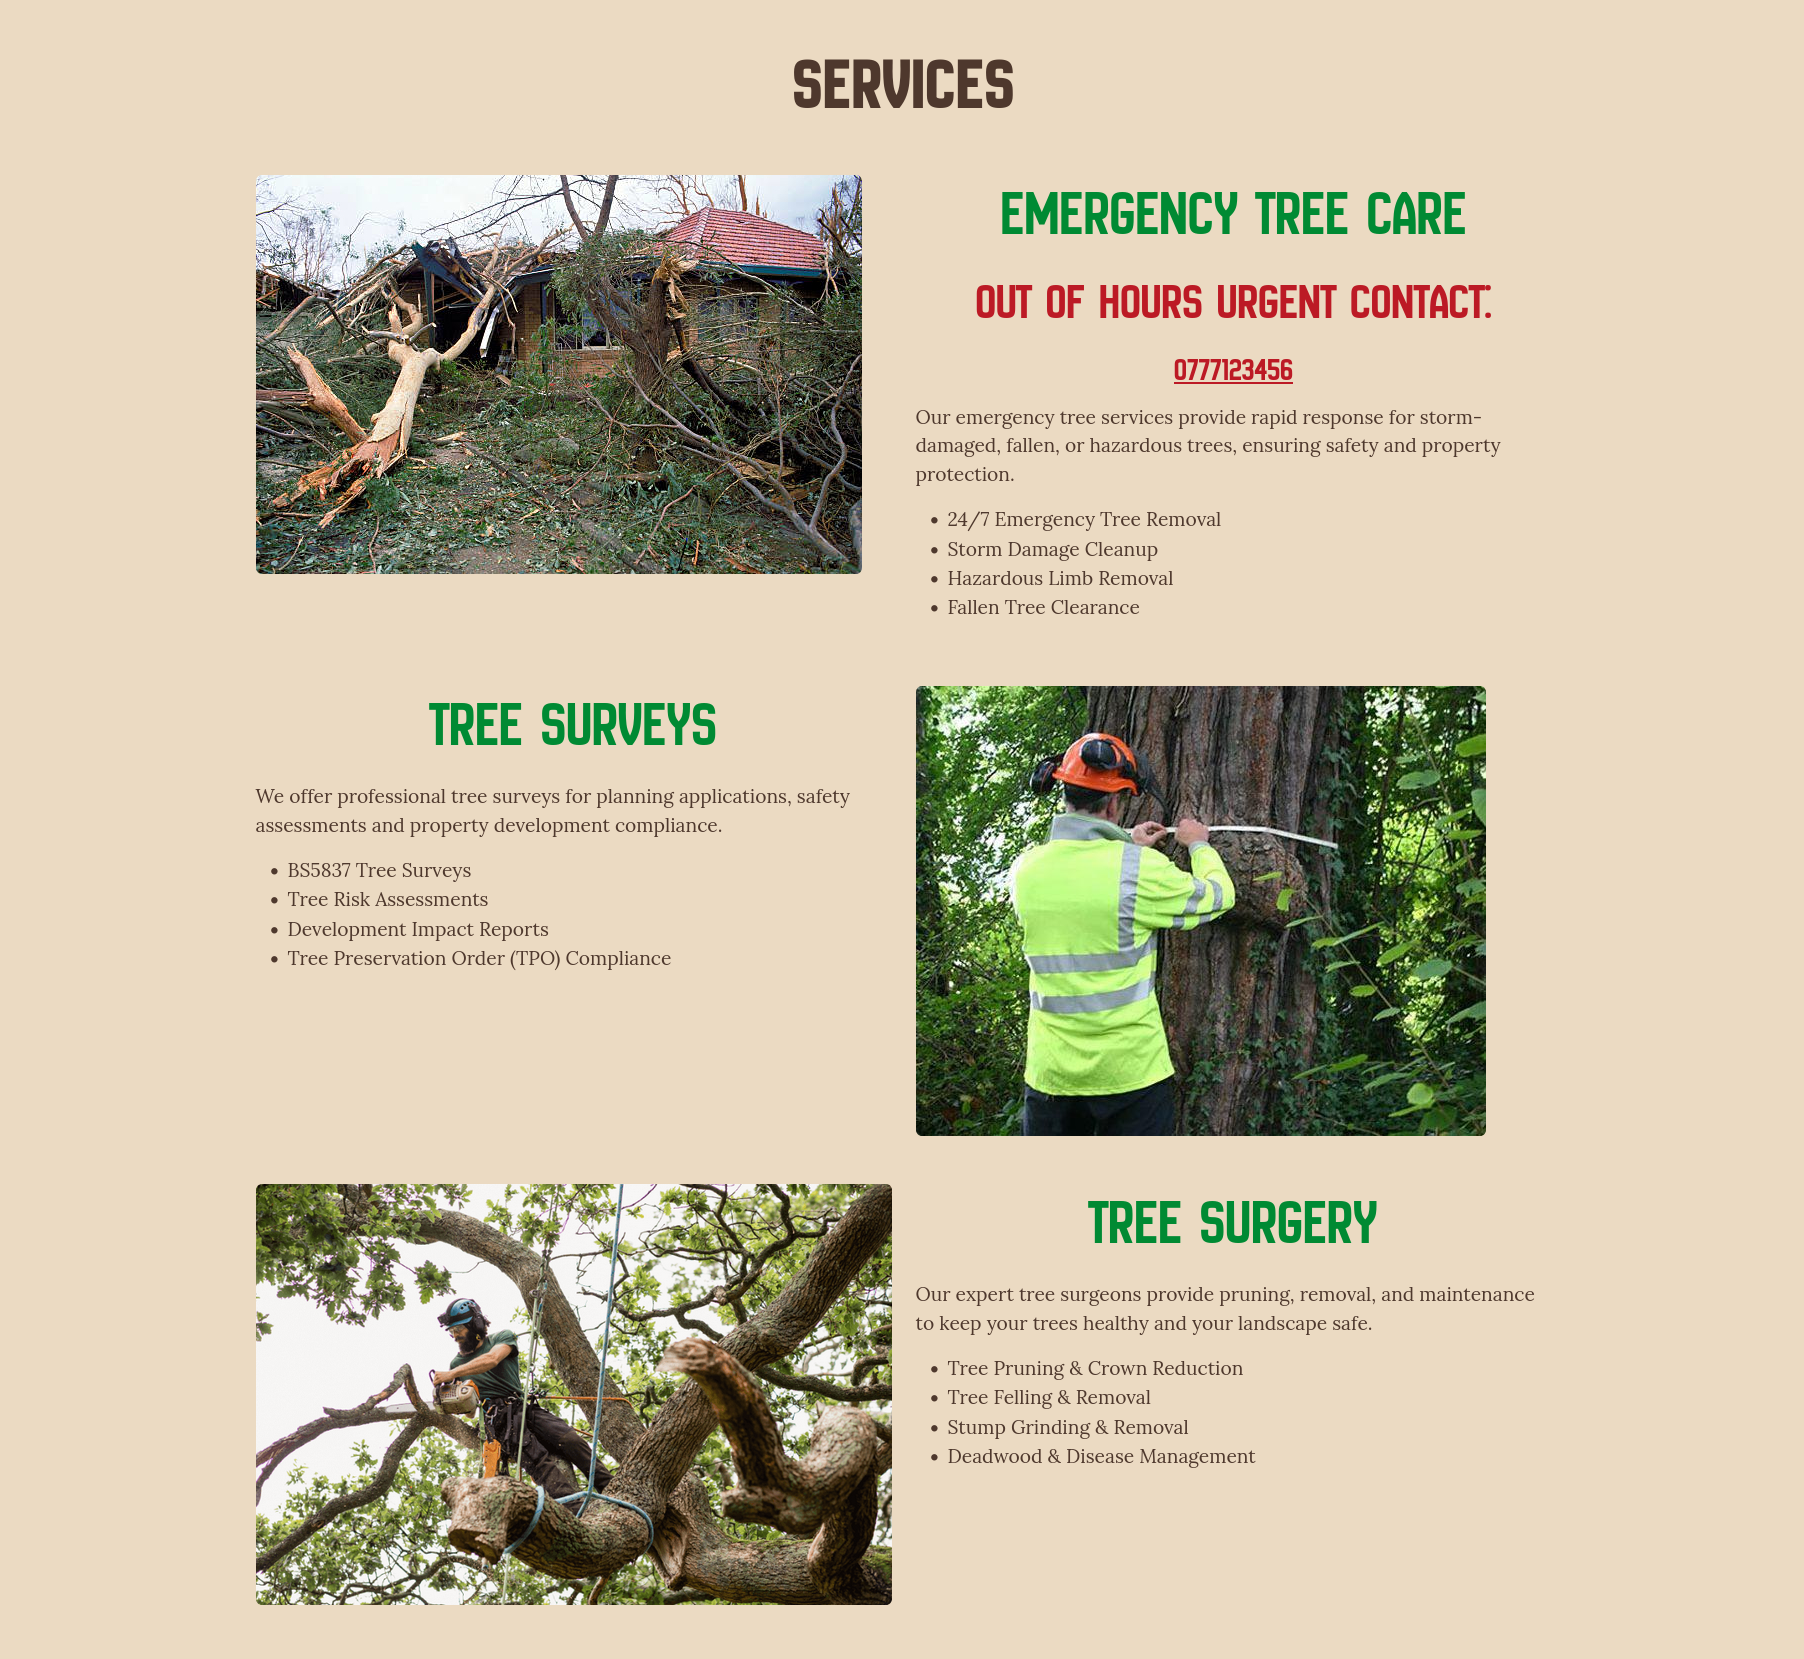 SERVICES
EMERGENCY TREE CARE
OUT OF HOURS URGENT CONTACT:
0777123456
Our emergency tree services provide rapid response for storm-
damaged, fallen, or hazardous trees, ensuring safety and property
protection.
• 24/7 Emergency Tree Removal
• Storm Damage Cleanup
• Hazardous Limb Removal
• Fallen Tree Clearance
TREE SURVEYS
We offer professional tree surveys for planning applications, safety
assessments and property development compliance.
• BS5837 Tree Surveys
• Tree Risk Assessments
• Development Impact Reports
• Tree Preservation Order (TPO) Compliance
TREE SURGERY
Our expert tree surgeons provide pruning, removal, and maintenance
to keep your trees healthy and your landscape safe.
• Tree Pruning & Crown Reduction
• Tree Felling & Removal
• Stump Grinding & Removal
• Deadwood & Disease Management